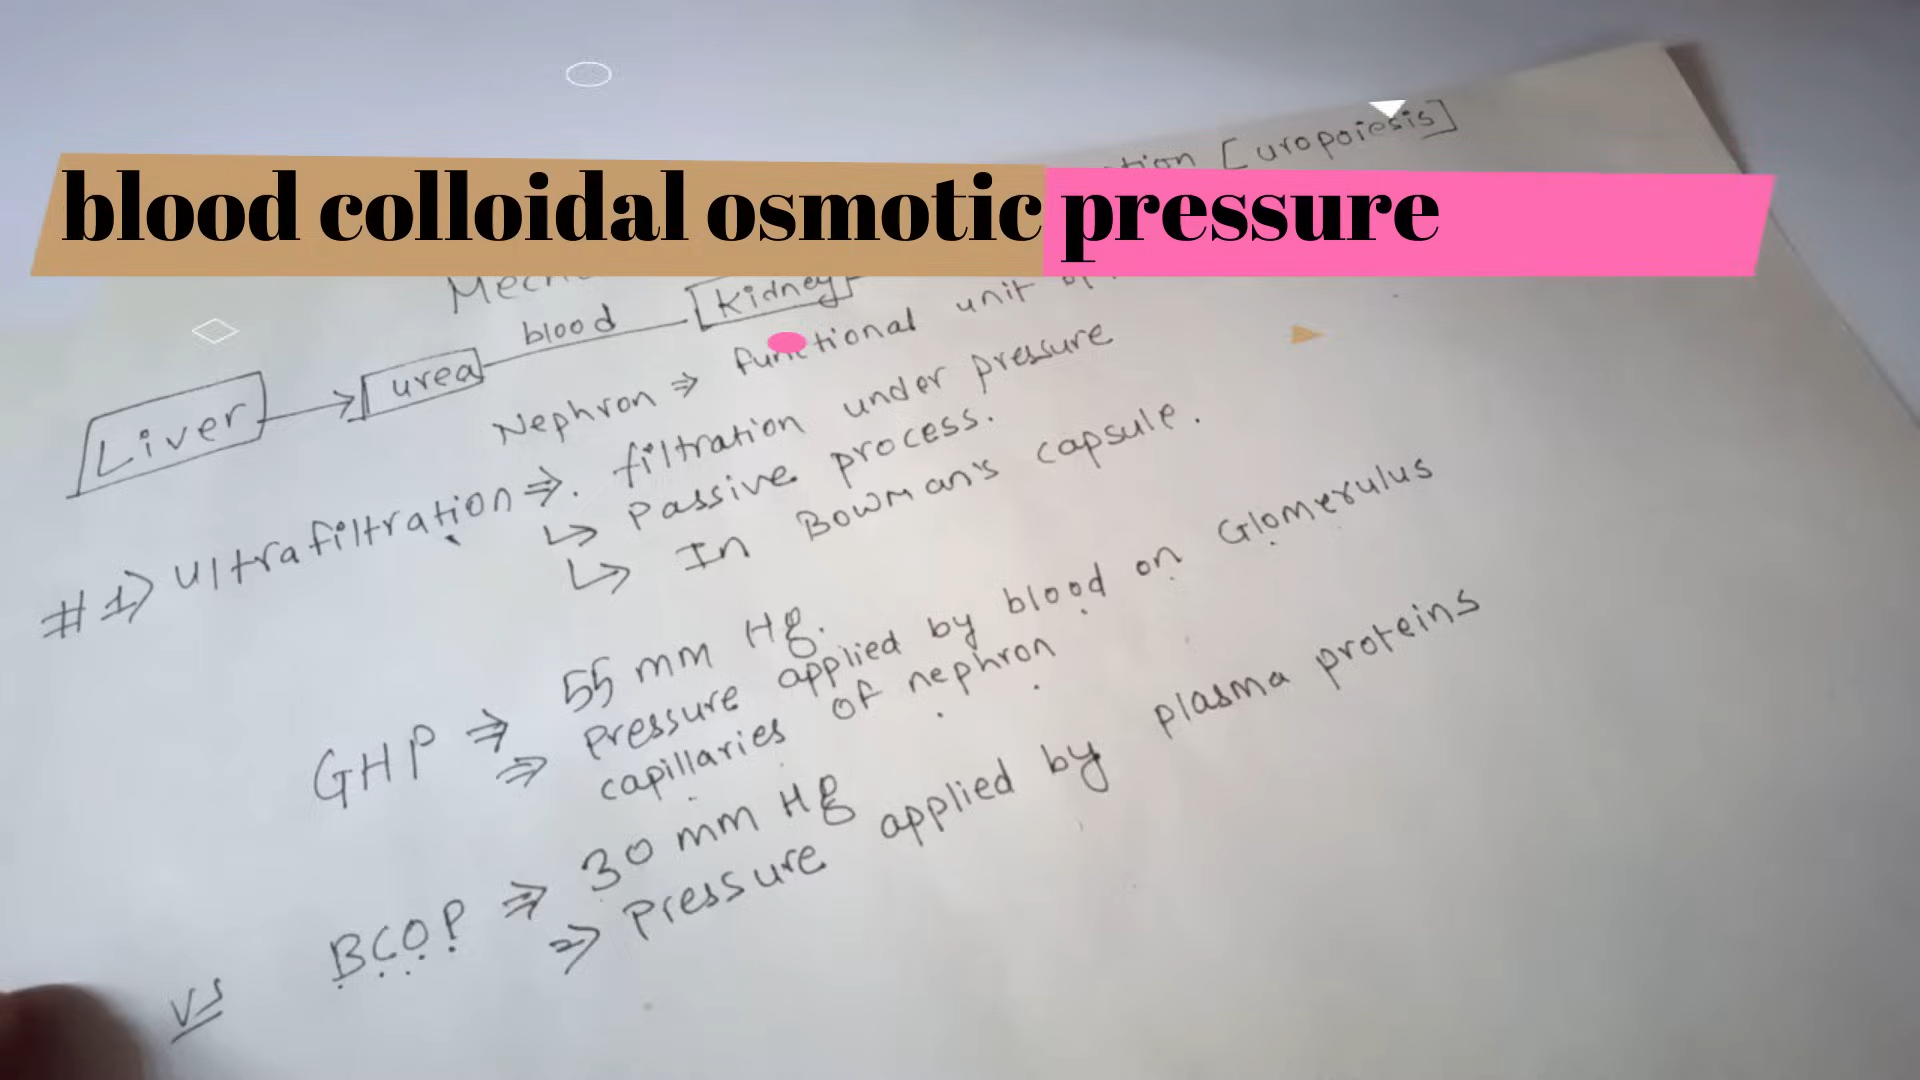 [uropoiesis]
blood colloidal osmotic pressure
Liver → urea blood kidney
Nephron ⇒ functional unit
#1) Ultrafiltration ⇒. filtration under pressure
↳ Passive process.
↳ In Bowman's capsule.
GHP ⇒ 55 mm Hg.
⇒ Pressure applied by blood on Glomerulus
capillaries of nephron
BCOP ⇒ 30 mm Hg
⇒ Pressure applied by plasma proteins
VS